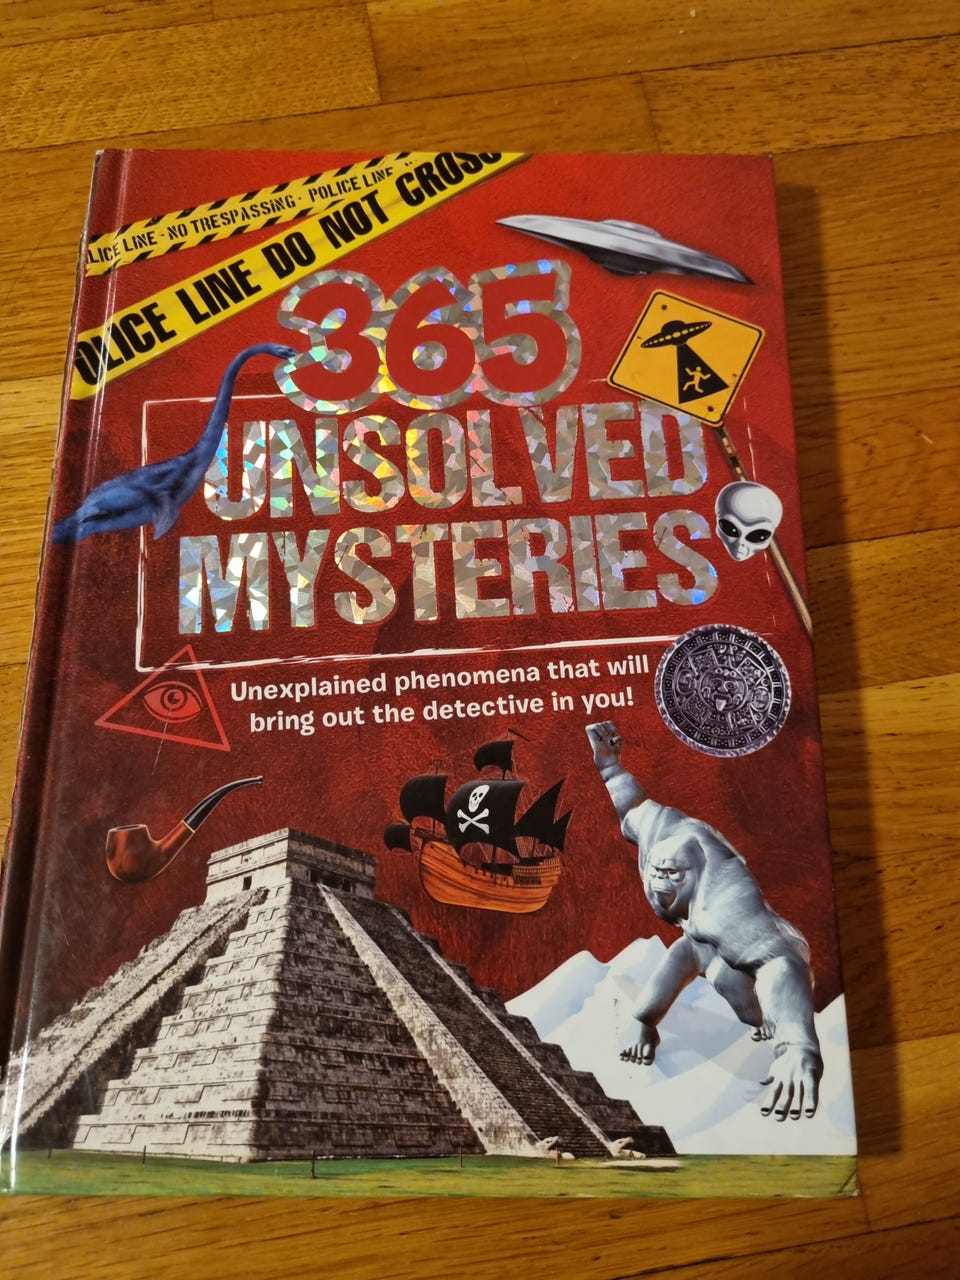 LICE LINE - NO TRESPASSING - POLICE LINE
OLICE LINE DO NOT CROSS
365
UNSOLVED
MYSTERIES
Unexplained phenomena that will
bring out the detective in you!